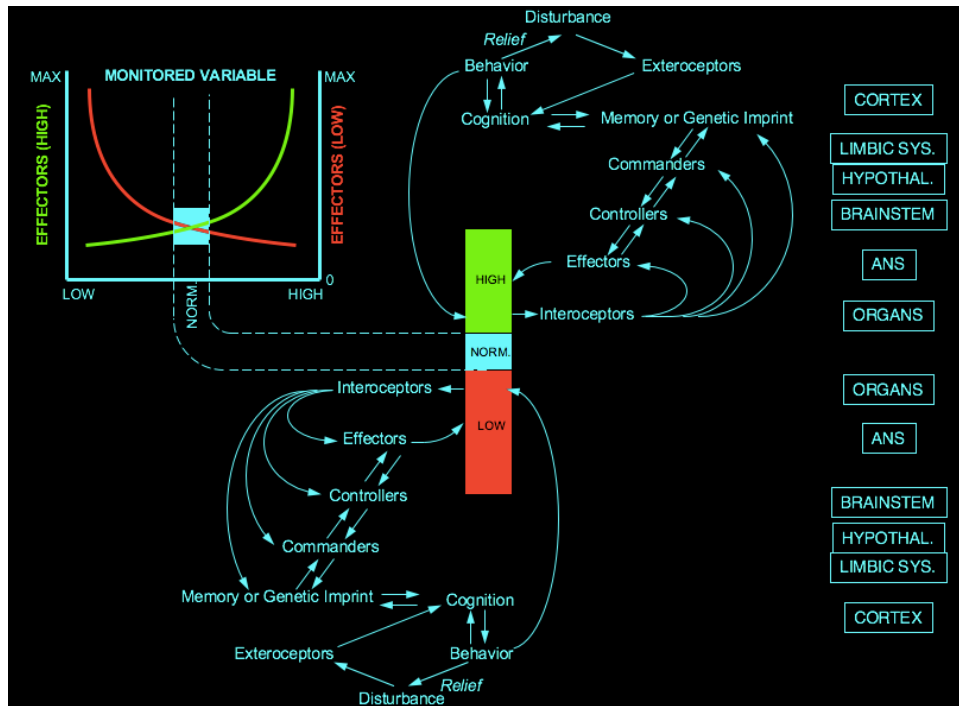 Disturbance
Relief
Behavior
Exteroceptors
MAX
MONITORED VARIABLE
MAX
CORTEX
Cognition
Memory or Genetic Imprint
EFFECTORS (HIGH)
EFFECTORS (LOW)
LIMBIC SYS.
Commanders
HYPOTHAL.
Controllers
BRAINSTEM
Effectors
ANS
HIGH
0
LOW
NORM.
HIGH
Interoceptors
ORGANS
NORM.
Interoceptors
ORGANS
LOW
Effectors
ANS
Controllers
BRAINSTEM
Commanders
HYPOTHAL.
LIMBIC SYS.
Memory or Genetic Imprint
Cognition
CORTEX
Exteroceptors
Behavior
Relief
Disturbance